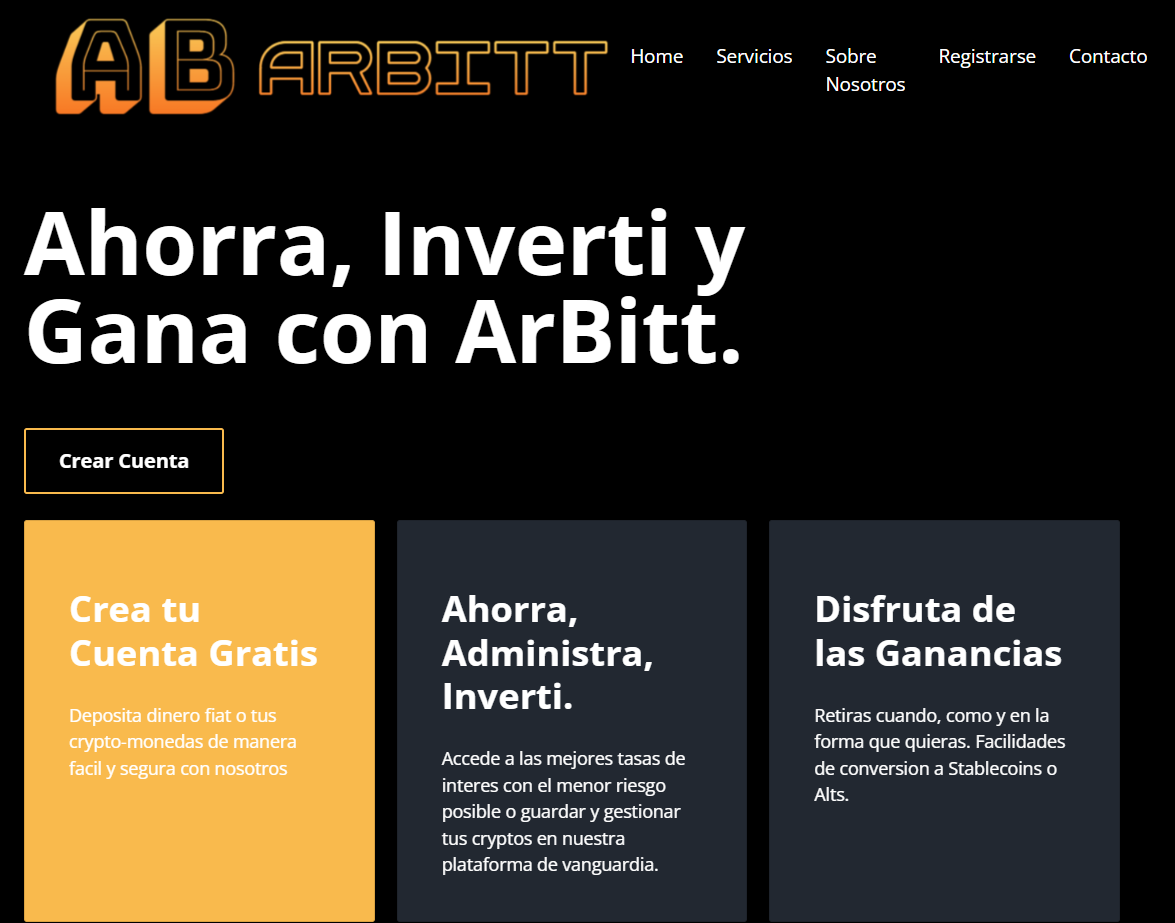 AB ARBITT
Home
Servicios
Sobre
Nosotros
Registrarse
Contacto
Ahorra, Inverti y
Gana con ArBitt.
Crear Cuenta
Crea tu
Cuenta Gratis
Deposita dinero fiat o tus
crypto-monedas de manera
facil y segura con nosotros
Ahorra,
Administra,
Inverti.
Accede a las mejores tasas de
interes con el menor riesgo
posible o guardar y gestionar
tus cryptos en nuestra
plataforma de vanguardia.
Disfruta de
las Ganancias
Retiras cuando, como y en la
forma que quieras. Facilidades
de conversion a Stablecoins o
Alts.